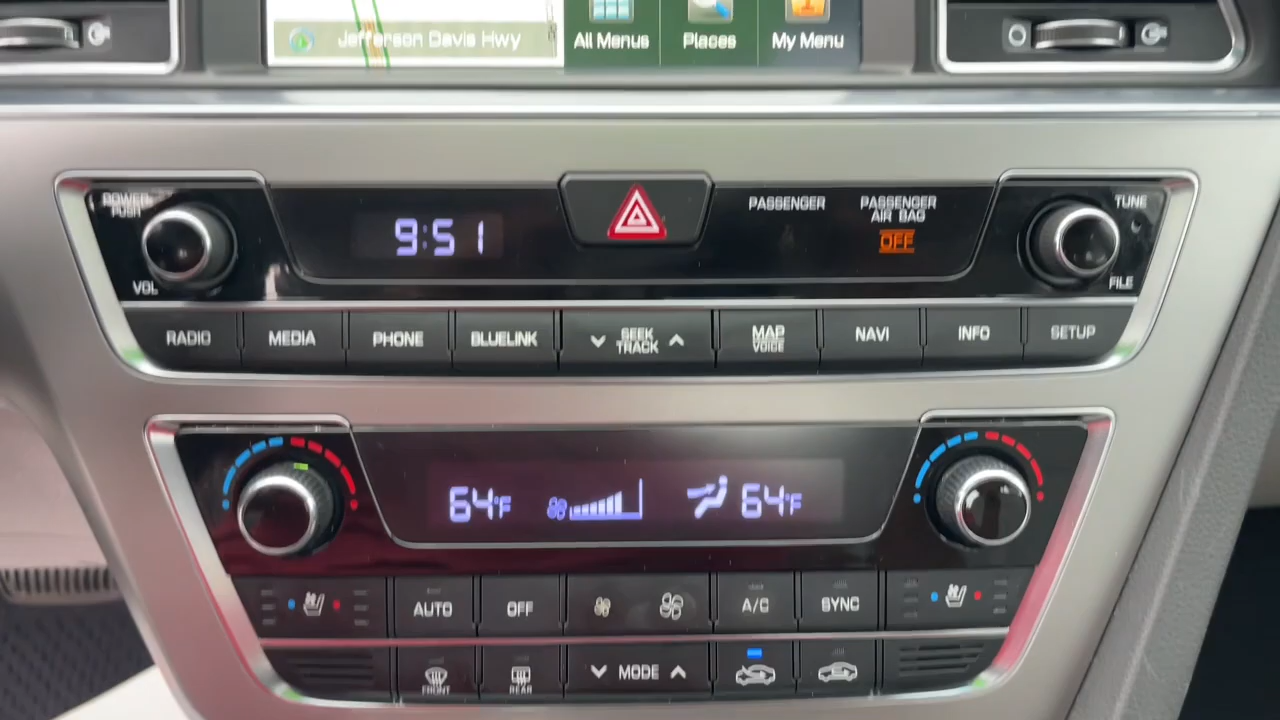 Jefferson Davis Hwy
All Menus
Places
My Menu
POWER
PUSH
VOL
9:51
PASSENGER
PASSENGER
AIR BAG
OFF
TUNE
FILE
RADIO
MEDIA
PHONE
BLUELINK
SEEK
TRACK
MAP
VOICE
NAVI
INFO
SETUP
64°F
64°F
AUTO
OFF
A/C
SYNC
FRONT
REAR
MODE